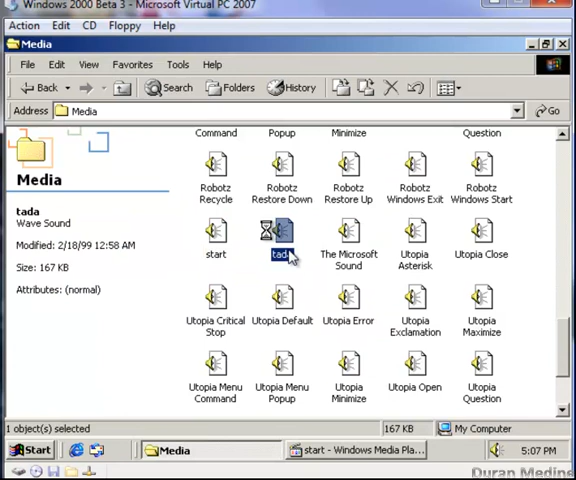 Windows 2000 Beta 3 - Microsoft Virtual PC 2007
Action Edit CD Floppy Help
Media
File Edit View Favorites Tools Help
Back Search Folders History
Address Media Go
Command Popup Minimize Question
Media
tada
Wave Sound
Modified: 2/18/99 12:58 AM
Size: 167 KB
Attributes: (normal)
Robotz Recycle
Robotz Restore Down
Robotz Restore Up
Robotz Windows Exit
Robotz Windows Start
start
tada
The Microsoft Sound
Utopia Asterisk
Utopia Close
Utopia Critical Stop
Utopia Default
Utopia Error
Utopia Exclamation
Utopia Maximize
Utopia Menu Command
Utopia Menu Popup
Utopia Minimize
Utopia Open
Utopia Question
1 object(s) selected 167 KB My Computer
Start Media start - Windows Media Pla... 5:07 PM
Duran Medina